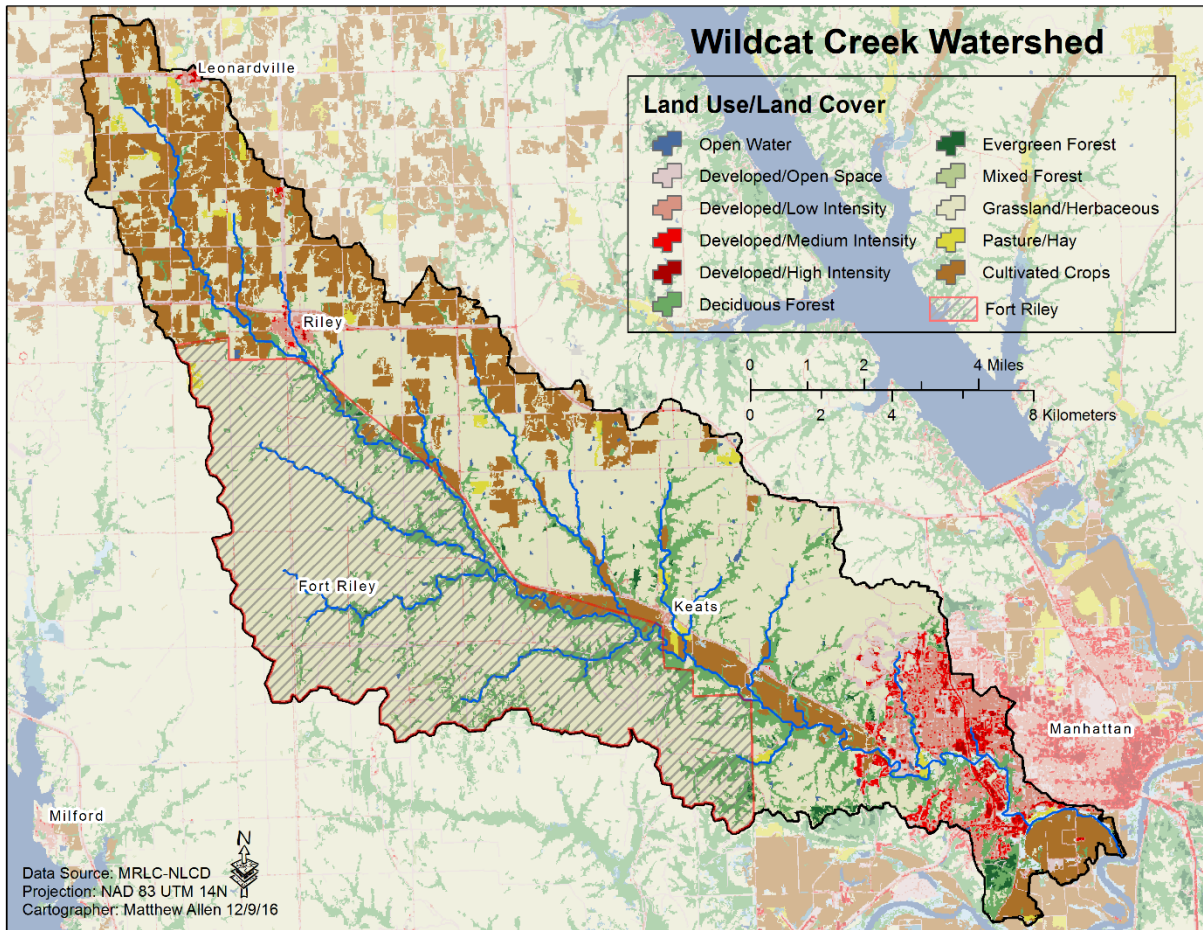 Wildcat Creek Watershed
Leonardville
Land Use/Land Cover
Open Water
Developed/Open Space
Developed/Low Intensity
Developed/Medium Intensity
Developed/High Intensity
Deciduous Forest
Evergreen Forest
Mixed Forest
Grassland/Herbaceous
Pasture/Hay
Cultivated Crops
Fort Riley
Riley
0 2 4 Miles
0 2 4 8 Kilometers
Fort Riley
Keats
Manhattan
Milford
N
Data Source: MRLC-NLCD
Projection: NAD 83 UTM 14N
Cartographer: Matthew Allen 12/9/16